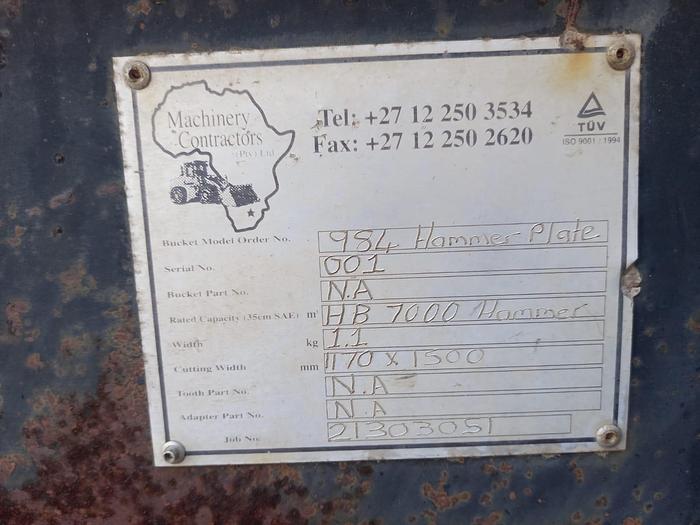 Machinery
Contractors
(Pty) Ltd
Tel: +27 12 250 3534
Fax: +27 12 250 2620
TÜV
ISO 9001 : 1994
Bucket Model Order No. 984 Hammer Plate
Serial No. 001
Bucket Part No. N.A
Rated Capacity (35cm SAE) m³ HB 7000 Hammer
Width kg 1.1
Cutting Width mm 1170 x 1500
Tooth Part No. N.A
Adapter Part No. N.A
Job No. 21303051